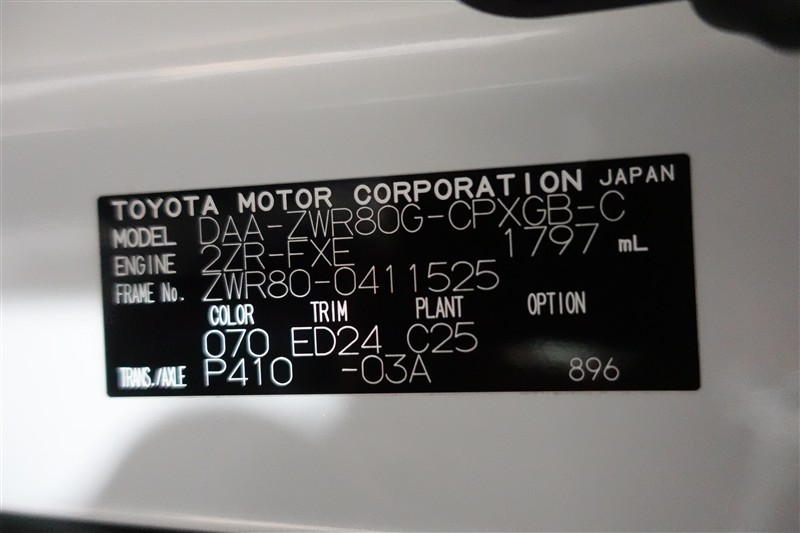 TOYOTA MOTOR CORPORATION JAPAN
MODEL DAA-ZWR80G-CPXGB-C
ENGINE 2ZR-FXE 1797 mL
FRAME No. ZWR80-0411525
COLOR TRIM PLANT OPTION
070 ED24 C25
TRANS./AXLE P410 -03A 896